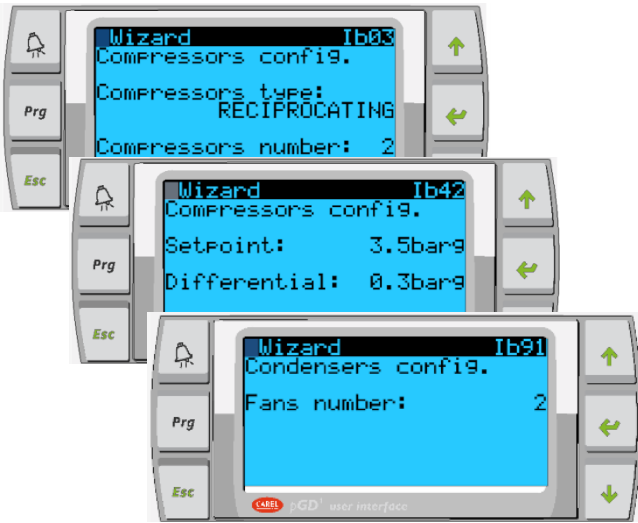 Wizard Ib03
Compressors config.
Compressors type:
RECIPROCATING
Compressors number: 2
Prg
Esc
Wizard Ib42
Compressors config.
Setpoint: 3.5barg
Differential: 0.3barg
Prg
Esc
Wizard Ib91
Condensers config.
Fans number: 2
Prg
Esc
CAREL pGD1 user interface